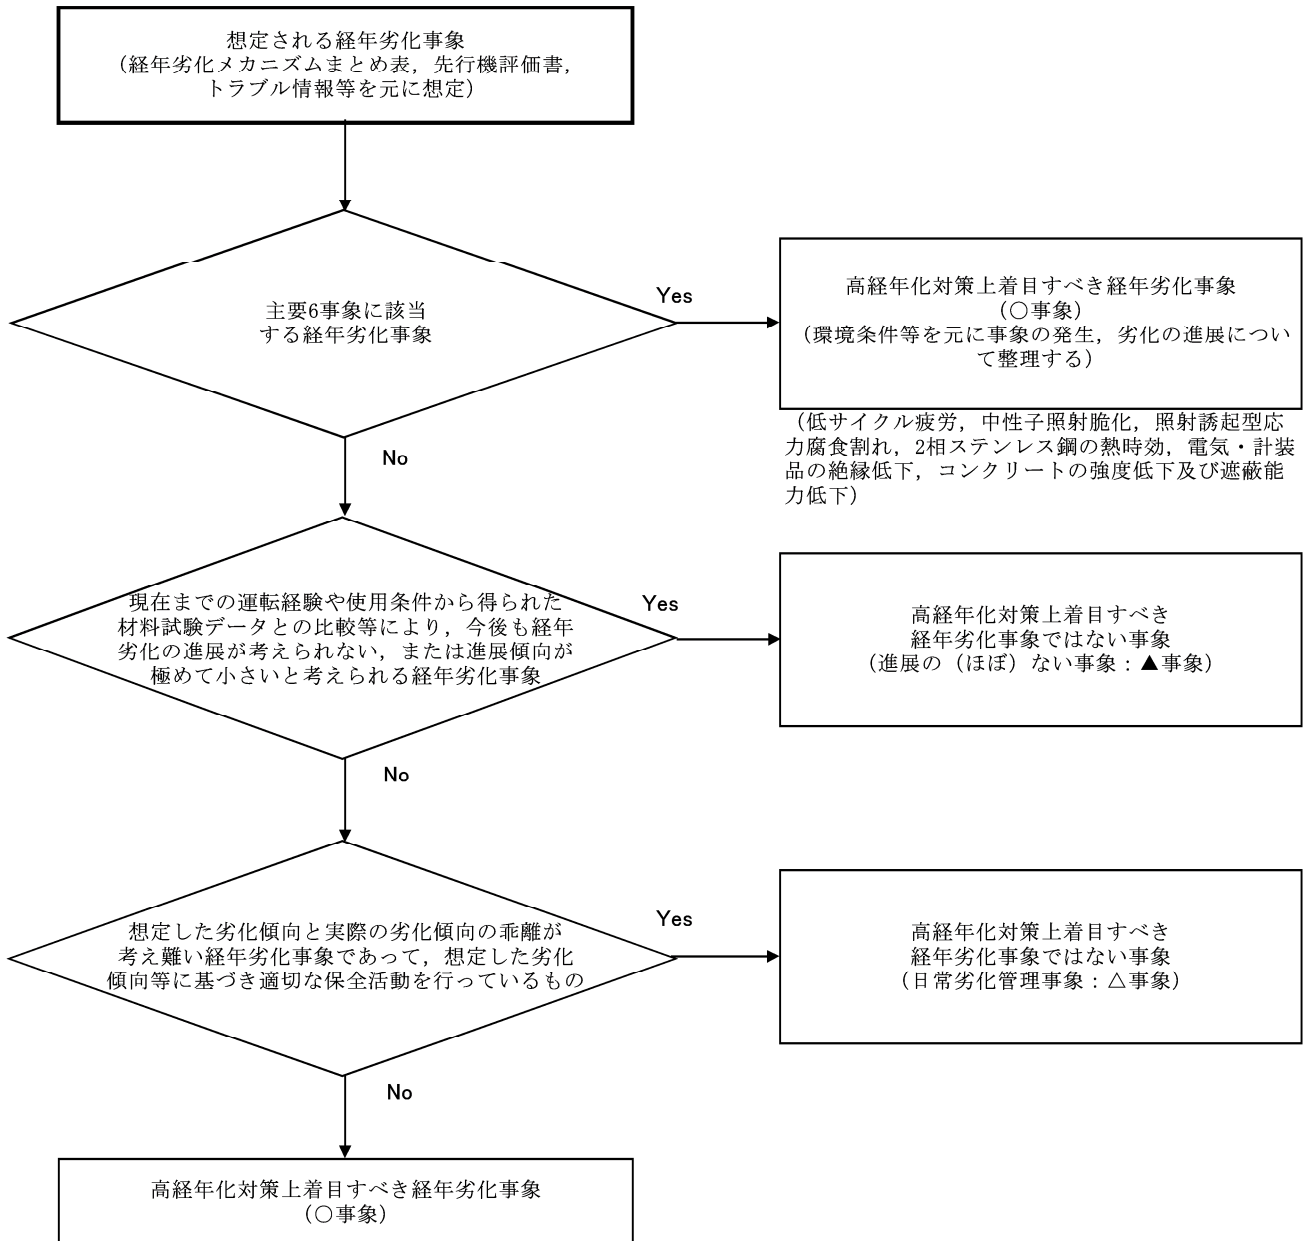 想定される経年劣化事象
（経年劣化メカニズムまとめ表，先行機評価書，
トラブル情報等を元に想定）
主要6事象に該当
する経年劣化事象
Yes
高経年化対策上着目すべき経年劣化事象
（○事象）
（環境条件等を元に事象の発生，劣化の進展につい
て整理する）
（低サイクル疲労，中性子照射脆化，照射誘起型応
力腐食割れ，2相ステンレス鋼の熱時効，電気・計装
品の絶縁低下，コンクリートの強度低下及び遮蔽能
力低下）
No
現在までの運転経験や使用条件から得られた
材料試験データとの比較等により，今後も経年
劣化の進展が考えられない，または進展傾向が
極めて小さいと考えられる経年劣化事象
Yes
高経年化対策上着目すべき
経年劣化事象ではない事象
（進展の（ほぼ）ない事象：▲事象）
No
想定した劣化傾向と実際の劣化傾向の乖離が
考え難い経年劣化事象であって，想定した劣化
傾向等に基づき適切な保全活動を行っているもの
Yes
高経年化対策上着目すべき
経年劣化事象ではない事象
（日常劣化管理事象：△事象）
No
高経年化対策上着目すべき経年劣化事象
（○事象）